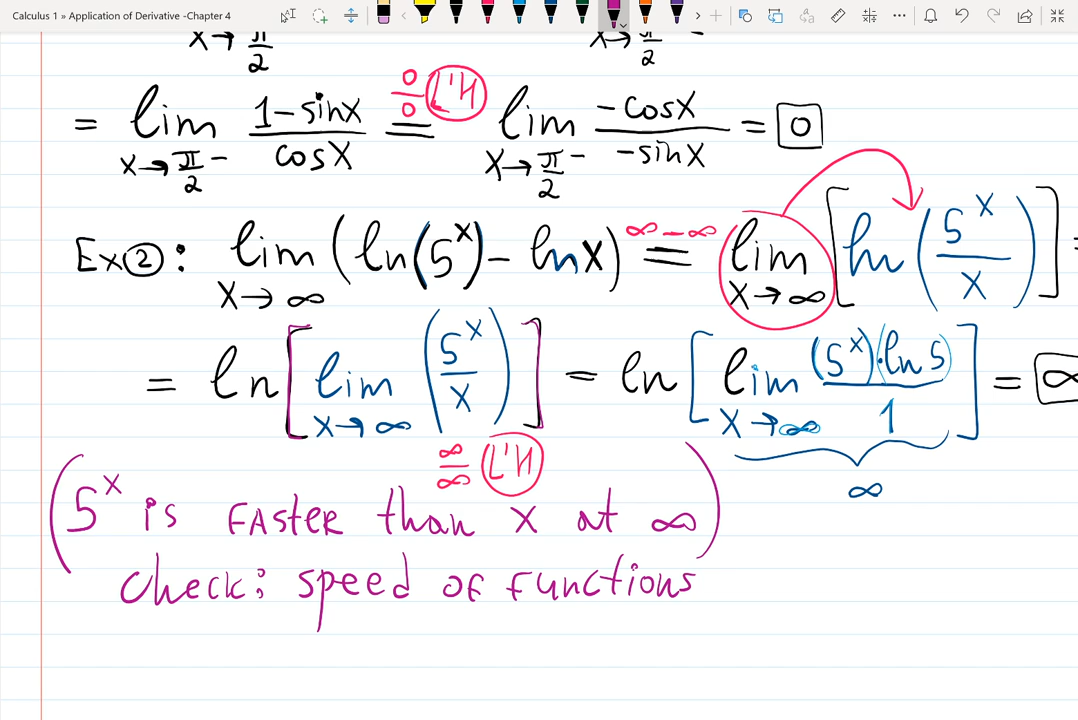 Calculus 1 » Application of Derivative -Chapter 4
x→π/2 x→π/2-
= lim x→π/2- (1-sinx)/(cosx) =(0/0 L'H) lim x→π/2- (-cosx)/(-sinx) = 0
Ex②: lim x→∞ (ln(5^x)- lnx) =(∞-∞) lim x→∞ [ln(5^x/x)] =
= ln[lim x→∞ (5^x/x)] = ln[lim x→∞ (5^x)·(ln5)/1] = ∞
∞/∞ L'H ∞
(5^x is FASTER than x at ∞)
check: speed of functions